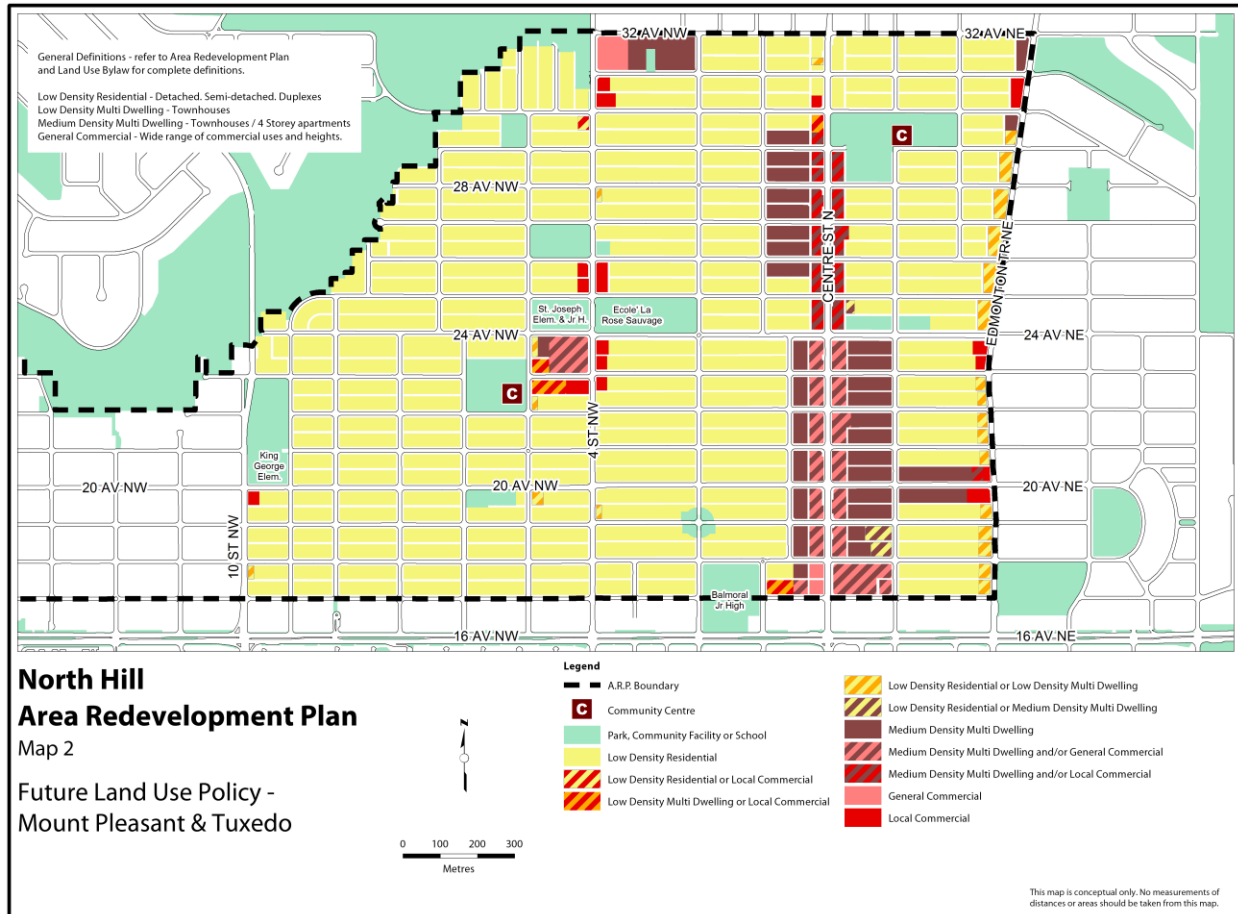 General Definitions - refer to Area Redevelopment Plan
and Land Use Bylaw for complete definitions.
Low Density Residential - Detached. Semi-detached. Duplexes
Low Density Multi Dwelling - Townhouses
Medium Density Multi Dwelling - Townhouses / 4 Storey apartments
General Commercial - Wide range of commercial uses and heights.
32 AV NW
32 AV NE
C
28 AV NW
CENTRE ST N
EDMONTON TR NE
St. Joseph
Elem. & Jr H.
Ecole' La
Rose Sauvage
24 AV NW
24 AV NE
C
4 ST NW
King
George
Elem.
20 AV NW
20 AV NW
20 AV NE
10 ST NW
Balmoral
Jr High
16 AV NW
16 AV NE
North Hill
Area Redevelopment Plan
Map 2
Future Land Use Policy -
Mount Pleasant & Tuxedo
N
0 100 200 300
Metres
Legend
A.R.P. Boundary
C Community Centre
Park, Community Facility or School
Low Density Residential
Low Density Residential or Local Commercial
Low Density Multi Dwelling or Local Commercial
Low Density Residential or Low Density Multi Dwelling
Low Density Residential or Medium Density Multi Dwelling
Medium Density Multi Dwelling
Medium Density Multi Dwelling and/or General Commercial
Medium Density Multi Dwelling and/or Local Commercial
General Commercial
Local Commercial
This map is conceptual only. No measurements of
distances or areas should be taken from this map.